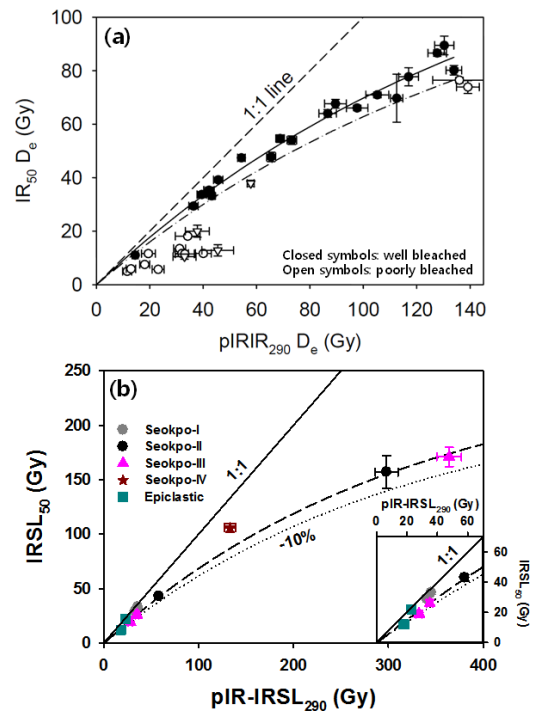 (a)
100
80
60
40
20
0
IR50 De (Gy)
1:1 line
Closed symbols: well bleached
Open symbols: poorly bleached
0 20 40 60 80 100 120 140
pIRIR290 De (Gy)
(b)
250
200
150
100
50
0
IRSL50 (Gy)
Seokpo-I
Seokpo-II
Seokpo-III
Seokpo-IV
Epiclastic
1:1
-10%
pIR-IRSL290 (Gy)
0 20 40 60
1:1
60
40
20
0
IRSL50 (Gy)
0 100 200 300 400
pIR-IRSL290 (Gy)